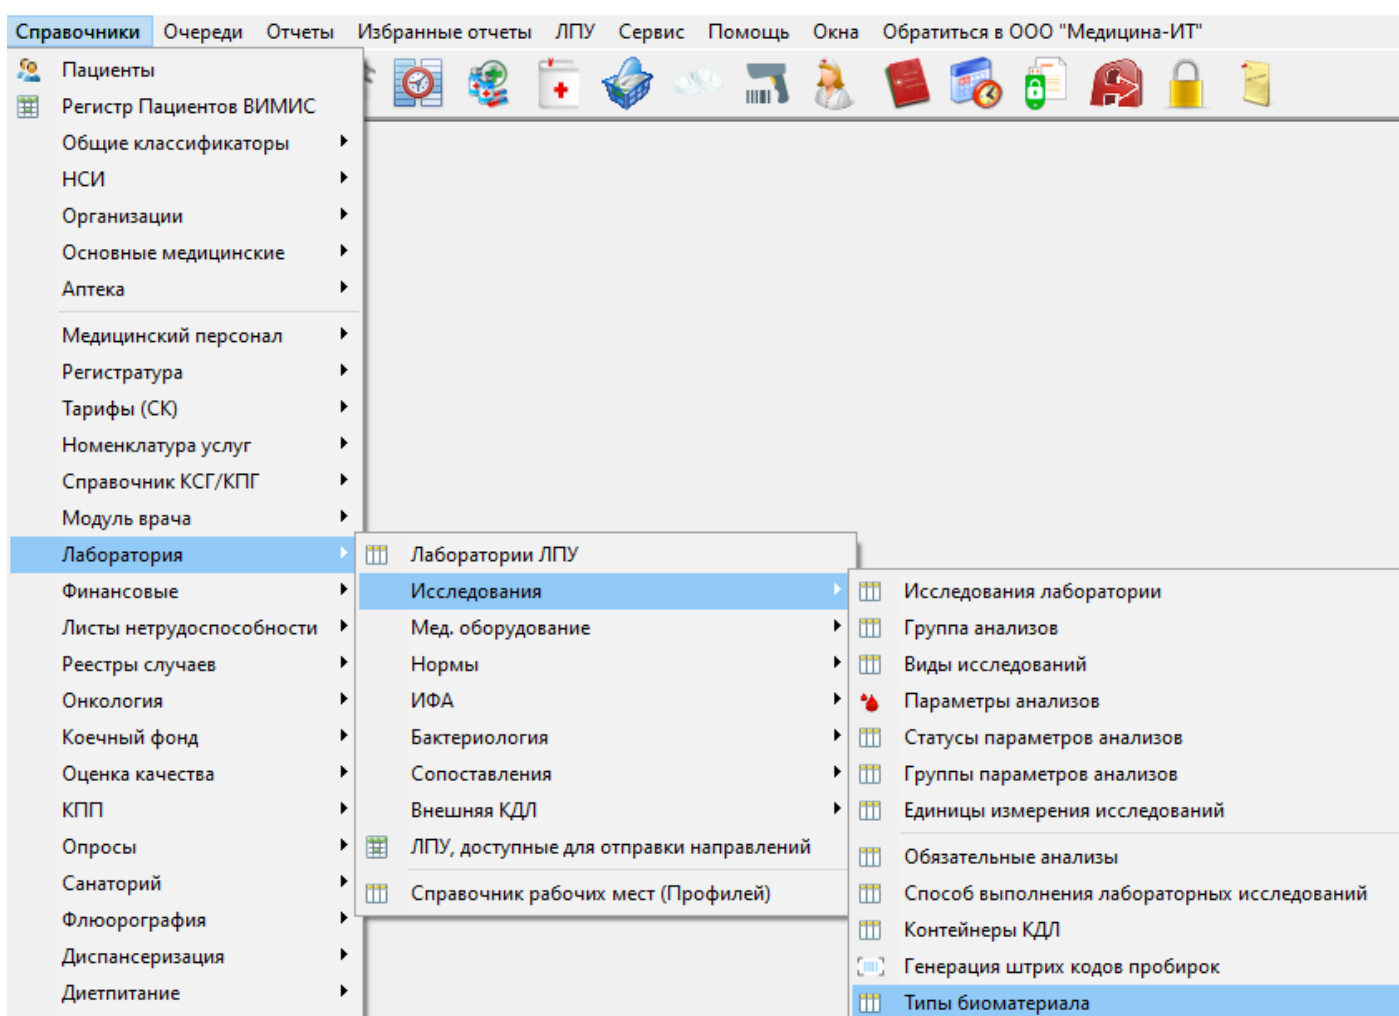 Справочники Очереди Отчеты Избранные отчеты ЛПУ Сервис Помощь Окна Обратиться в ООО "Медицина-ИТ"
Пациенты
Регистр Пациентов ВИМИС
Общие классификаторы
НСИ
Организации
Основные медицинские
Аптека
Медицинский персонал
Регистратура
Тарифы (СК)
Номенклатура услуг
Справочник КСГ/КПГ
Модуль врача
Лаборатория
Финансовые
Листы нетрудоспособности
Реестры случаев
Онкология
Коечный фонд
Оценка качества
КПП
Опросы
Санаторий
Флюорография
Диспансеризация
Диетпитание
Лаборатории ЛПУ
Исследования
Мед. оборудование
Нормы
ИФА
Бактериология
Сопоставления
Внешняя КДЛ
ЛПУ, доступные для отправки направлений
Справочник рабочих мест (Профилей)
Исследования лаборатории
Группа анализов
Виды исследований
Параметры анализов
Статусы параметров анализов
Группы параметров анализов
Единицы измерения исследований
Обязательные анализы
Способ выполнения лабораторных исследований
Контейнеры КДЛ
Генерация штрих кодов пробирок
Типы биоматериала